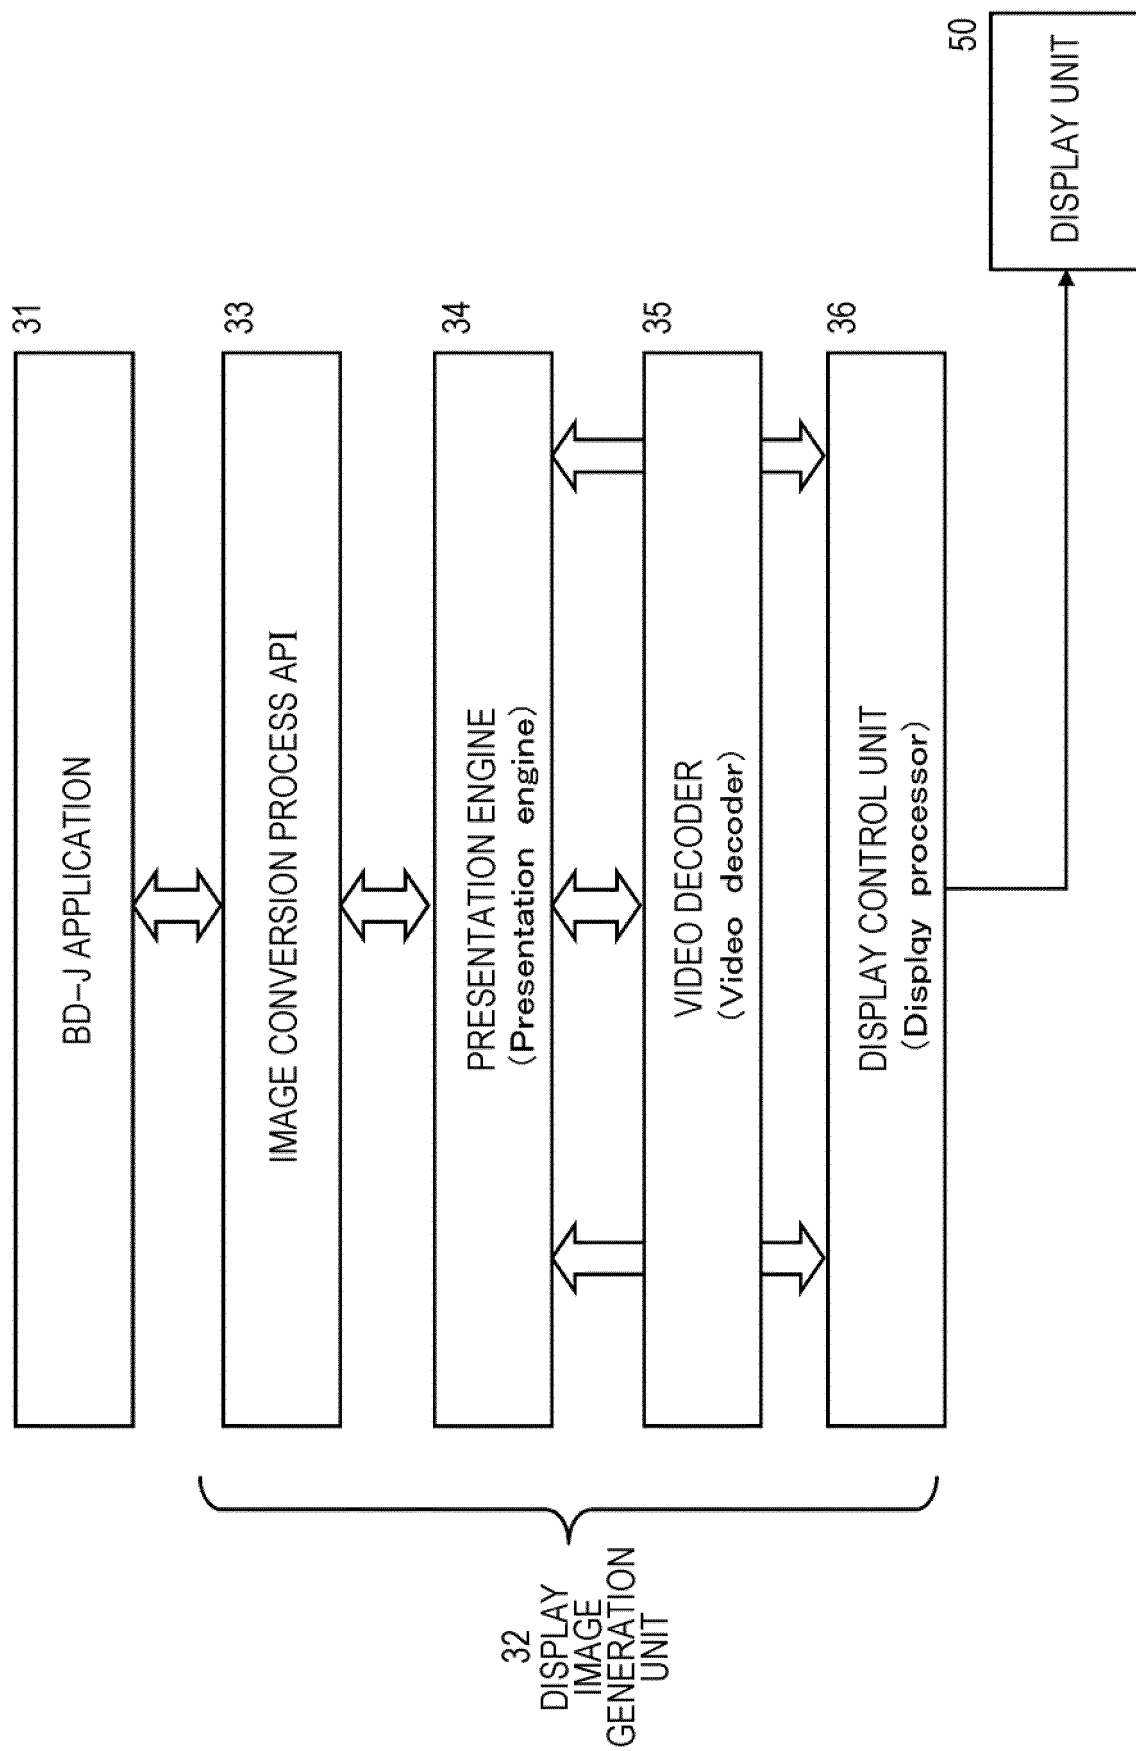 31
BD-J APPLICATION
33
IMAGE CONVERSION PROCESS API
34
PRESENTATION ENGINE
(Presentation engine)
35
VIDEO DECODER
(Video decoder)
36
DISPLAY CONTROL UNIT
(Display processor)
32
DISPLAY
IMAGE
GENERATION
UNIT
50
DISPLAY UNIT